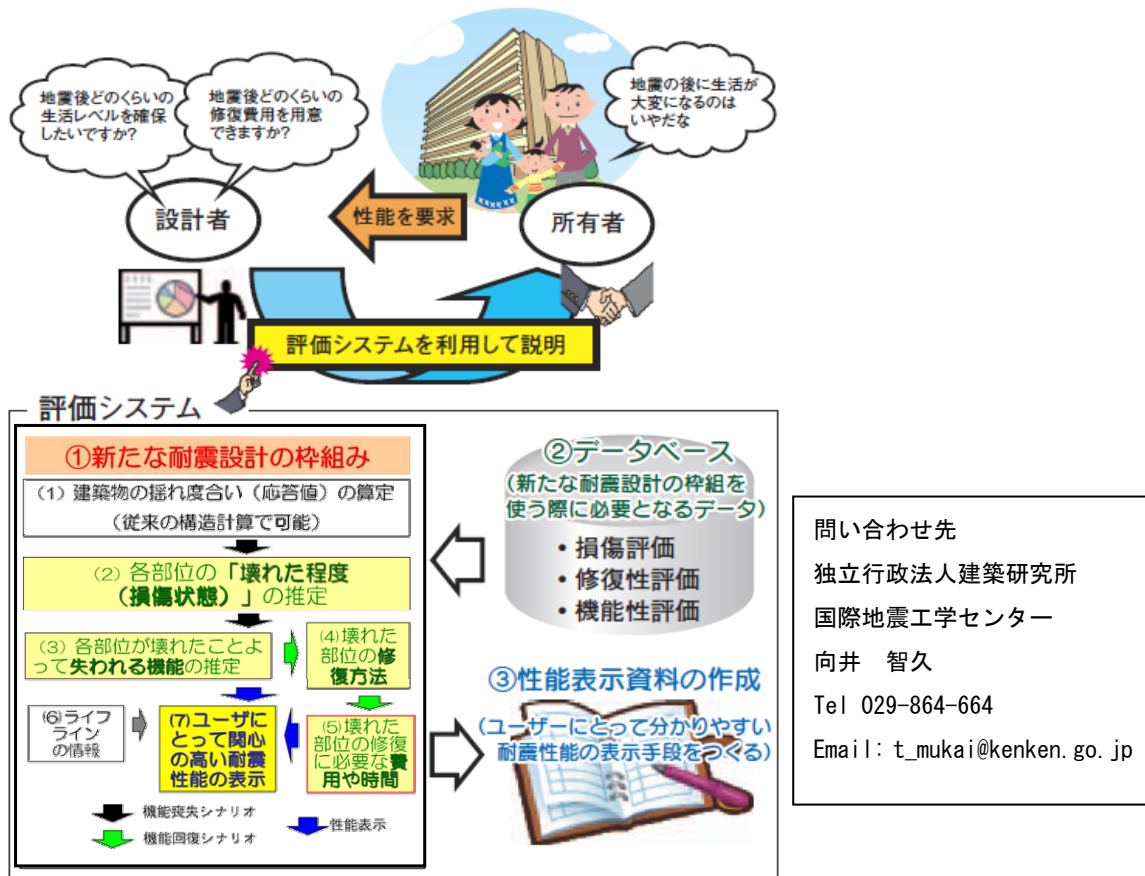 地震後どのくらいの
生活レベルを確保
したいですか?
地震後どのくらいの
修復費用を用意
できますか?
地震の後に生活が
大変になるのは
いやだな
設計者
性能を要求
所有者
評価システムを利用して説明
評価システム
①新たな耐震設計の枠組み
(1) 建築物の揺れ度合い（応答値）の算定
（従来の構造計算で可能）
(2) 各部位の「壊れた程度
（損傷状態）」の推定
(3) 各部位が壊れたことよ
って失われる機能の推定
(4)壊れた
部位の修
復方法
(5)壊れた
部位の修復
に必要な費
用や時間
(6)ライフ
ライン
の情報
(7)ユーザに
とって関心
の高い耐震
性能の表示
機能喪失シナリオ
機能回復シナリオ
性能表示
②データベース
(新たな耐震設計の枠組を
使う際に必要となるデータ)
・損傷評価
・修復性評価
・機能性評価
③性能表示資料の作成
(ユーザーにとって分かりやすい
耐震性能の表示手段をつくる)
問い合わせ先
独立行政法人建築研究所
国際地震工学センター
向井　智久
Tel 029-864-664
Email: t_mukai@kenken.go.jp